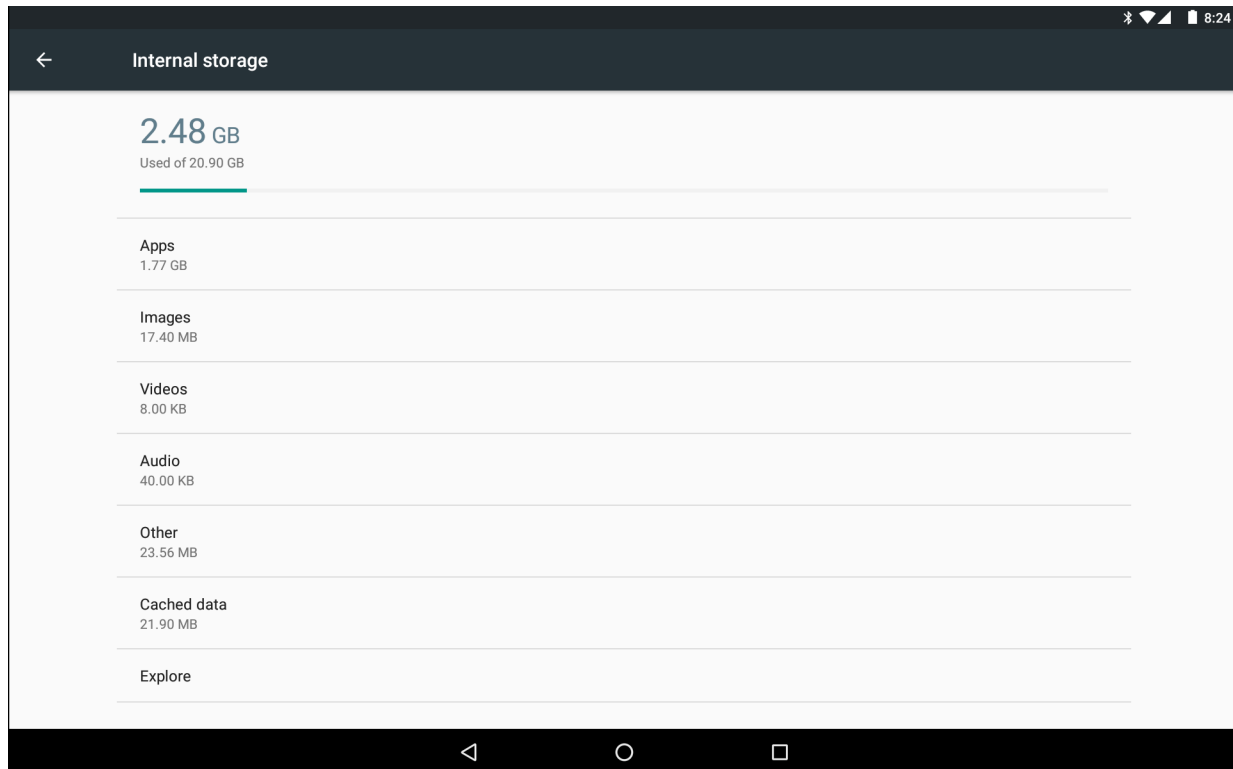 8:24
Internal storage
2.48 GB
Used of 20.90 GB
Apps
1.77 GB
Images
17.40 MB
Videos
8.00 KB
Audio
40.00 KB
Other
23.56 MB
Cached data
21.90 MB
Explore